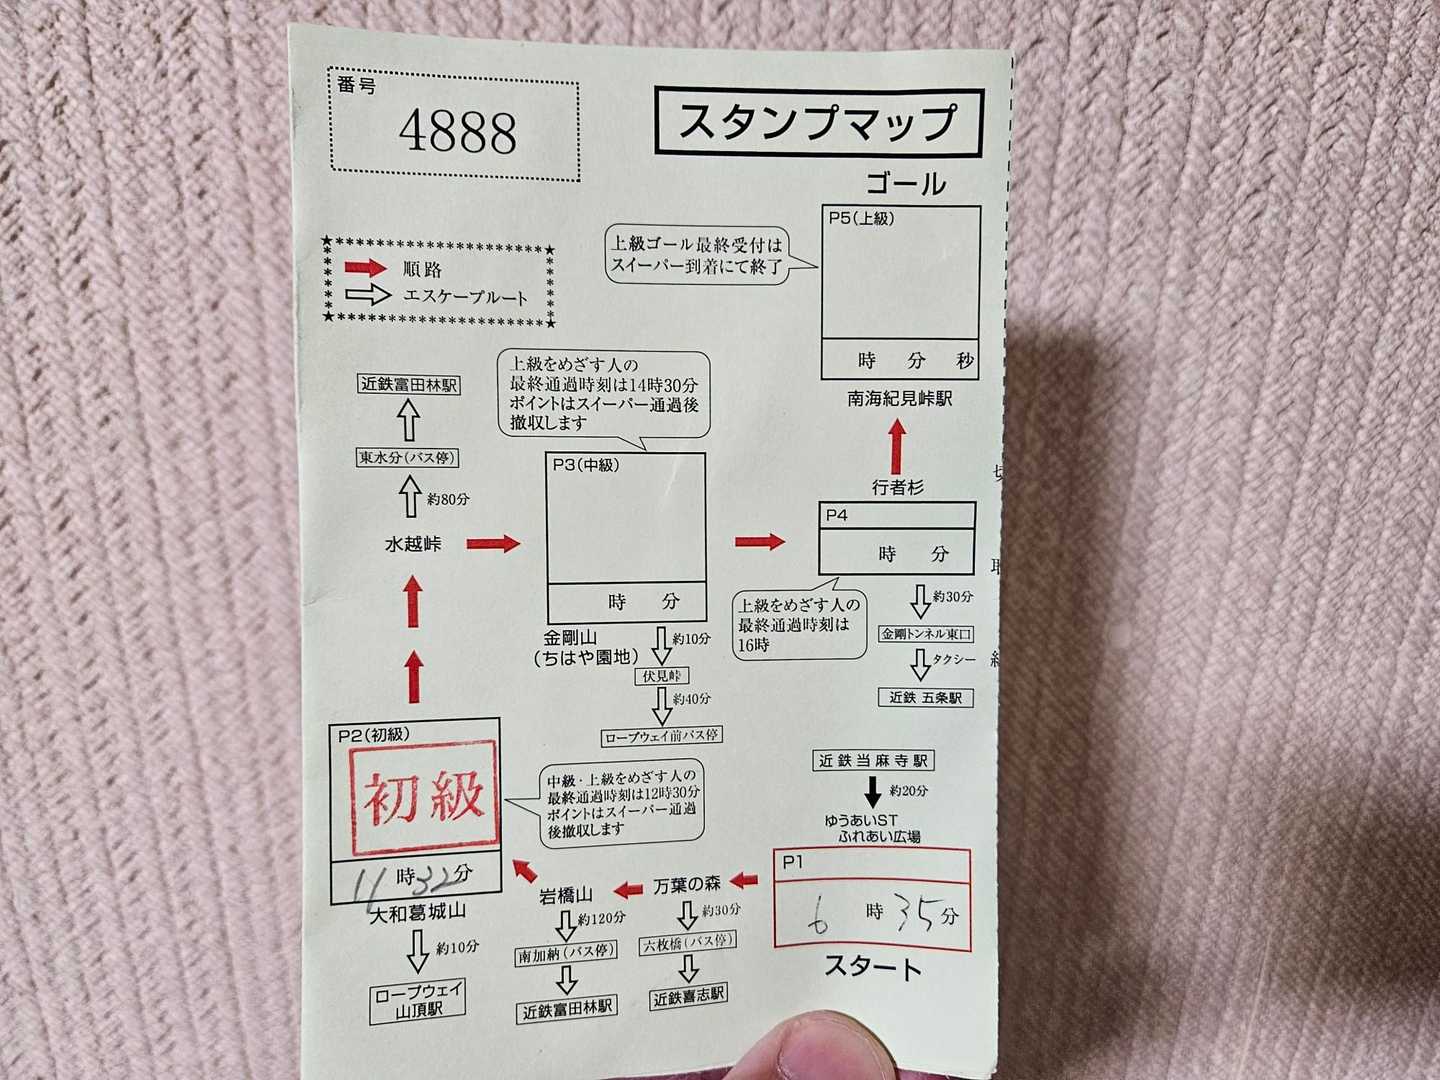 番号
4888
スタンプマップ
ゴール
P5(上級)
上級ゴール最終受付は
スイーパー到着にて終了
時 分 秒
南海紀見峠駅
順路
エスケープルート
上級をめざす人の
最終通過時刻は14時30分
ポイントはスイーパー通過後
撤収します
近鉄富田林駅
東水分(バス停)
約80分
水越峠
P3(中級)
時 分
金剛山
(ちはや園地)
約10分
伏見峠
約40分
ロープウェイ前バス停
行者杉
P4
時 分
上級をめざす人の
最終通過時刻は
16時
約30分
金剛トンネル東口
タクシー
近鉄 五条駅
P2(初級)
初級
11時32分
大和葛城山
約10分
ロープウェイ
山頂駅
中級・上級をめざす人の
最終通過時刻は12時30分
ポイントはスイーパー通過
後撤収します
岩橋山
約120分
南加納(バス停)
近鉄富田林駅
万葉の森
約30分
六枚橋(バス停)
近鉄喜志駅
近鉄当麻寺駅
約20分
ゆうあいST
ふれあい広場
P1
6時35分
スタート
切